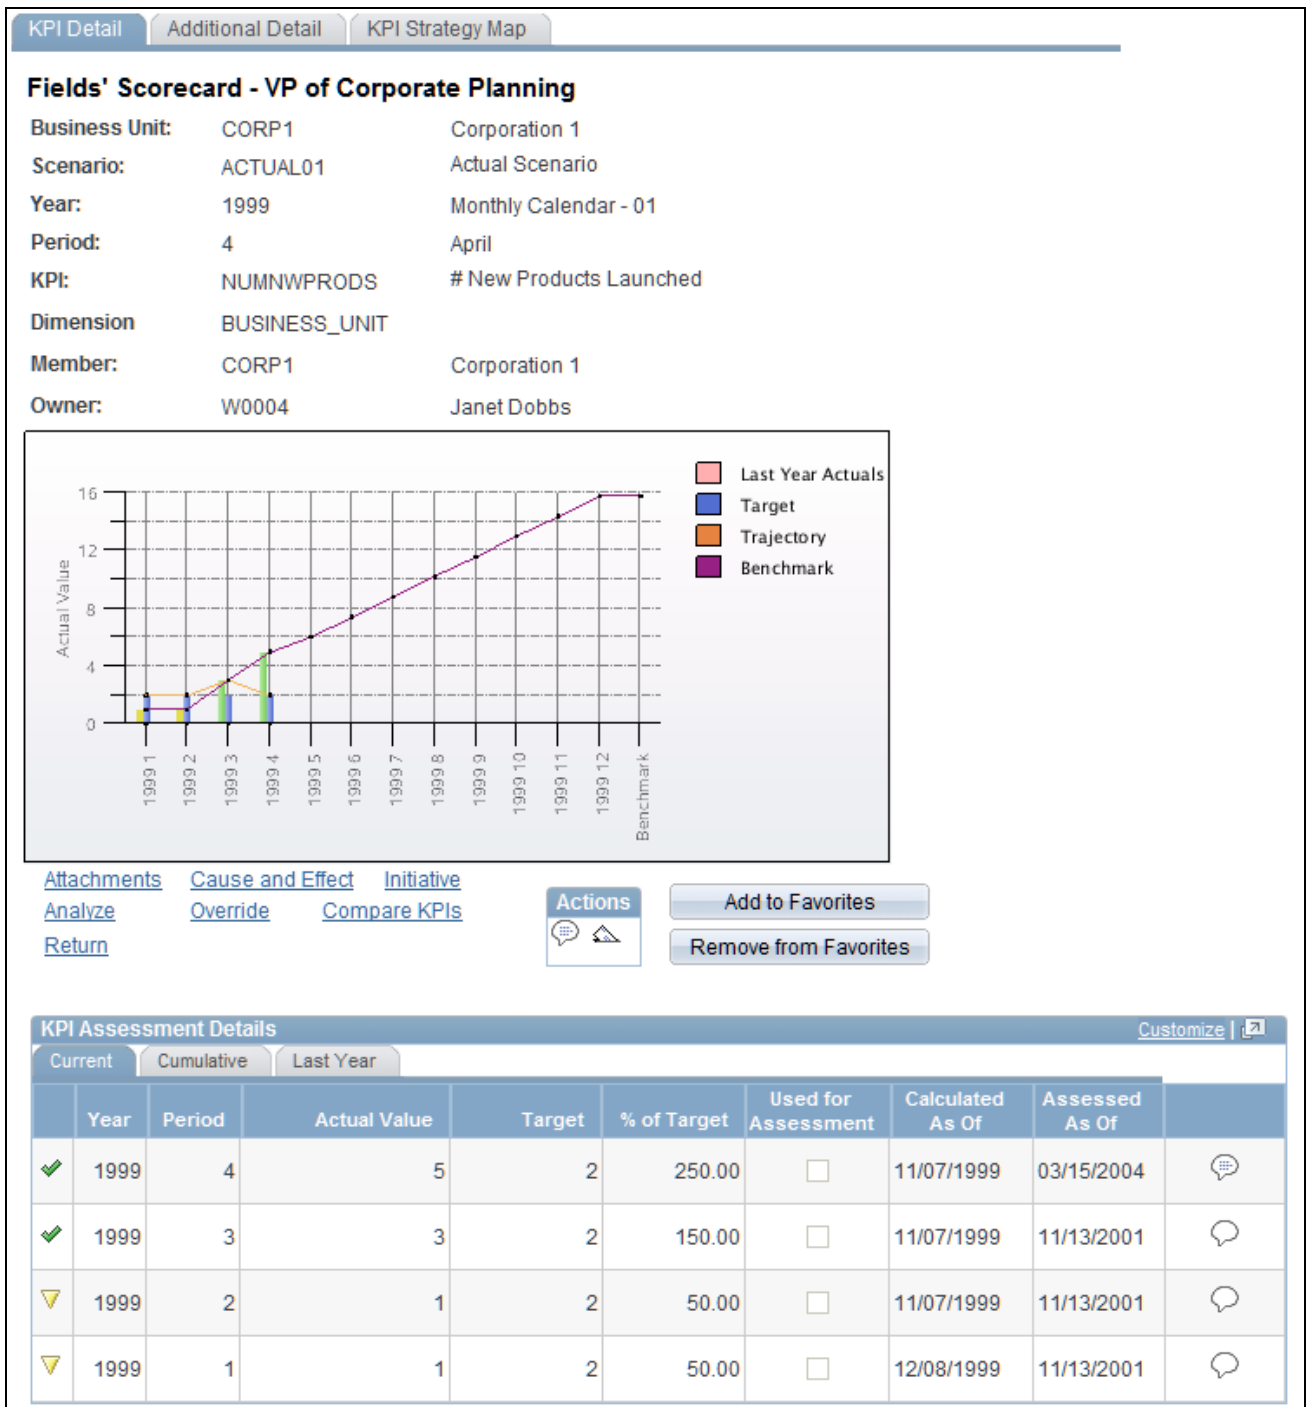 KPI Detail Additional Detail KPI Strategy Map
Fields' Scorecard - VP of Corporate Planning
Business Unit: CORP1 Corporation 1
Scenario: ACTUAL01 Actual Scenario
Year: 1999 Monthly Calendar - 01
Period: 4 April
KPI: NUMNWPRODS # New Products Launched
Dimension BUSINESS_UNIT
Member: CORP1 Corporation 1
Owner: W0004 Janet Dobbs
Actual Value
16
12
8
4
0
1999 1
1999 2
1999 3
1999 4
1999 5
1999 6
1999 7
1999 8
1999 9
1999 10
1999 11
1999 12
Benchmark
Last Year Actuals
Target
Trajectory
Benchmark
Attachments Cause and Effect Initiative
Analyze Override Compare KPIs
Return
Actions
Add to Favorites
Remove from Favorites
KPI Assessment Details Customize |
Current Cumulative Last Year
Year Period Actual Value Target % of Target Used for Assessment Calculated As Of Assessed As Of
1999 4 5 2 250.00 11/07/1999 03/15/2004
1999 3 3 2 150.00 11/07/1999 11/13/2001
1999 2 1 2 50.00 11/07/1999 11/13/2001
1999 1 1 2 50.00 12/08/1999 11/13/2001